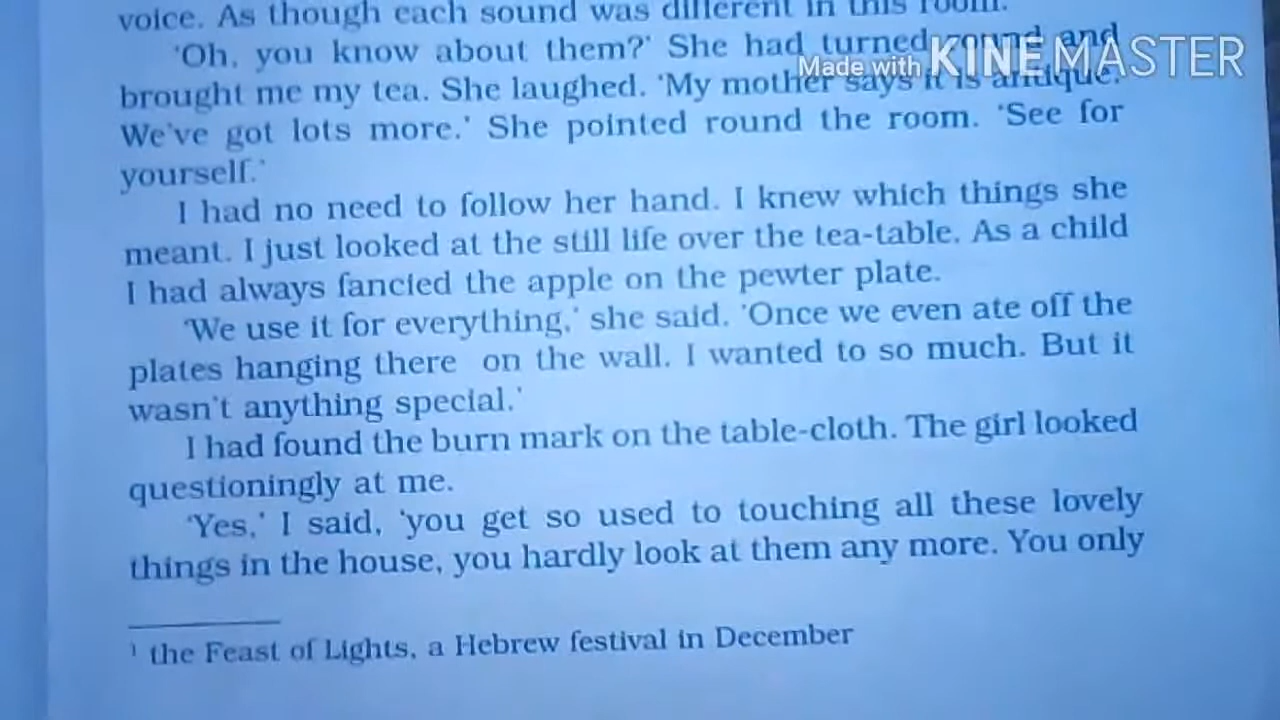 voice. As though each sound was different in this room.
'Oh, you know about them?' She had turned round and
Made with KINEMASTER
brought me my tea. She laughed. 'My mother says it is antique.
We've got lots more.' She pointed round the room. 'See for
yourself.'
I had no need to follow her hand. I knew which things she
meant. I just looked at the still life over the tea-table. As a child
I had always fancied the apple on the pewter plate.
'We use it for everything,' she said. 'Once we even ate off the
plates hanging there on the wall. I wanted to so much. But it
wasn't anything special.'
I had found the burn mark on the table-cloth. The girl looked
questioningly at me.
'Yes,' I said, 'you get so used to touching all these lovely
things in the house, you hardly look at them any more. You only
1 the Feast of Lights, a Hebrew festival in December